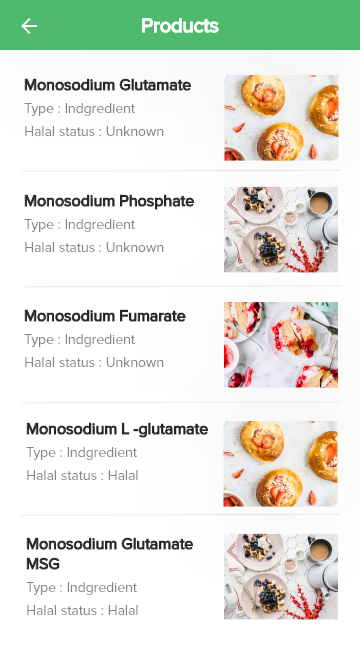 Products
Monosodium Glutamate
Type : Indgredient
Halal status : Unknown
Monosodium Phosphate
Type : Indgredient
Halal status : Unknown
Monosodium Fumarate
Type : Indgredient
Halal status : Unknown
Monosodium L -glutamate
Type : Indgredient
Halal status : Halal
Monosodium Glutamate
MSG
Type : Indgredient
Halal status : Halal